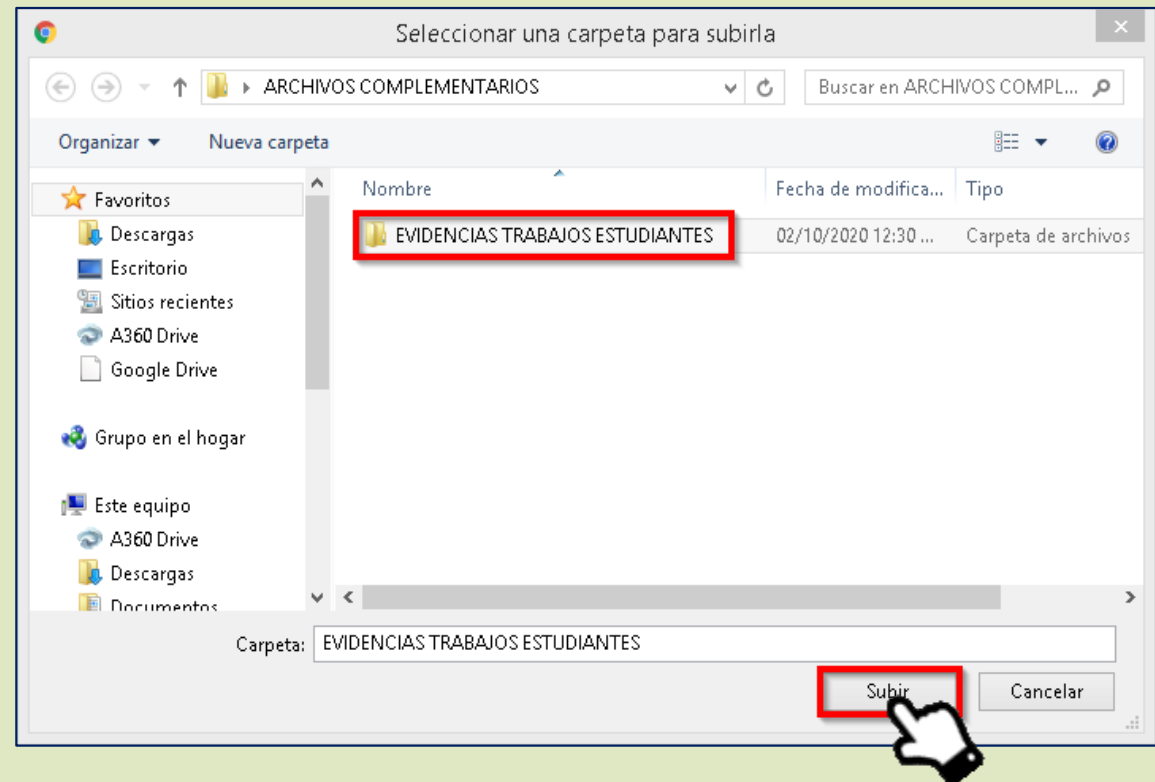 Seleccionar una carpeta para subirla
ARCHIVOS COMPLEMENTARIOS
Buscar en ARCHIVOS COMPL...
Organizar
Nueva carpeta
Nombre
Fecha de modifica...
Tipo
EVIDENCIAS TRABAJOS ESTUDIANTES
02/10/2020 12:30 ...
Carpeta de archivos
Favoritos
Descargas
Escritorio
Sitios recientes
A360 Drive
Google Drive
Grupo en el hogar
Este equipo
A360 Drive
Descargas
Documentos
Carpeta: EVIDENCIAS TRABAJOS ESTUDIANTES
Subir
Cancelar